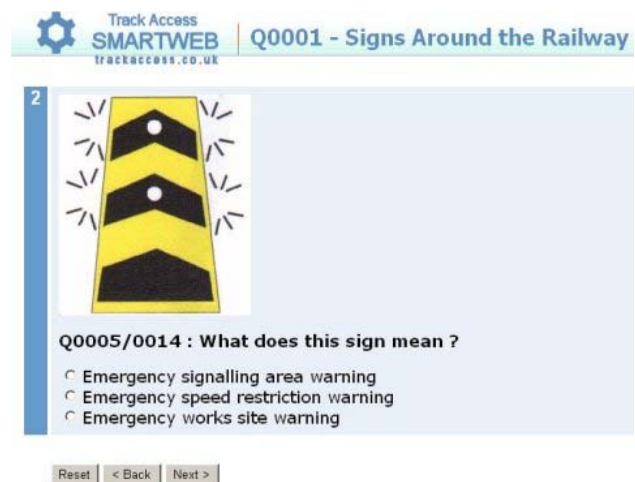 Track Access
SMARTWEB
trackaccess.co.uk
Q0001 - Signs Around the Railway
2
Q0005/0014 : What does this sign mean ?
Emergency signalling area warning
Emergency speed restriction warning
Emergency works site warning
Reset
< Back
Next >